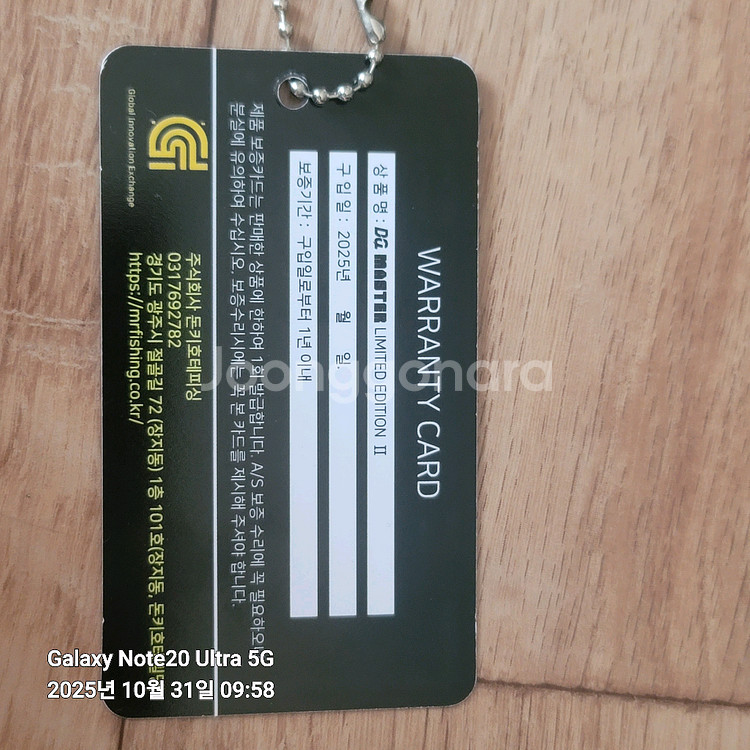 WARRANTY CARD
상 품 명 : DG MASTER LIMITED EDITION II
구 입 일 : 2025년 월 일
보증기간 : 구입일로부터 1년 이내
제품 보증카드는 판매한 상품에 한하여 1회 발급합니다. A/S 보증 수리에 꼭 필요하오니
분실에 유의하여 주십시오. 보증수리시에는 꼭 본 카드를 제시해 주셔야 합니다.
Global Innovation Exchange
주식회사 돈키호테피싱
0317692782
경기도 광주시 절골길 72 (장지동) 1층 101호(장지동, 돈키호테
https://mrfishing.co.kr/
Joonggonara
Galaxy Note20 Ultra 5G
2025년 10월 31일 09:58